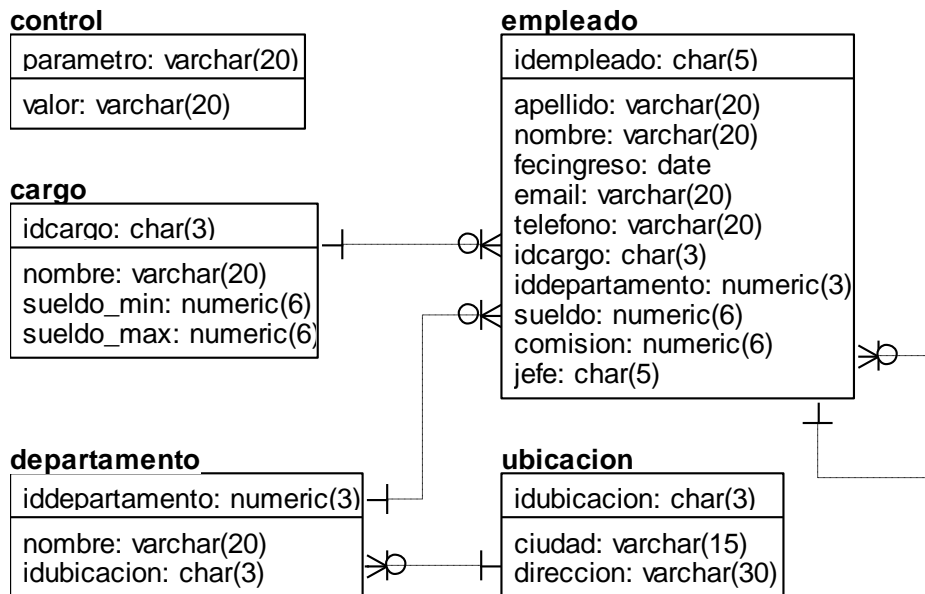 control
parametro: varchar(20)
valor: varchar(20)
cargo
idcargo: char(3)
nombre: varchar(20)
sueldo_min: numeric(6)
sueldo_max: numeric(6)
empleado
idempleado: char(5)
apellido: varchar(20)
nombre: varchar(20)
fecingreso: date
email: varchar(20)
telefono: varchar(20)
idcargo: char(3)
iddepartamento: numeric(3)
sueldo: numeric(6)
comision: numeric(6)
jefe: char(5)
departamento
iddepartamento: numeric(3)
nombre: varchar(20)
idubicacion: char(3)
ubicacion
idubicacion: char(3)
ciudad: varchar(15)
direccion: varchar(30)